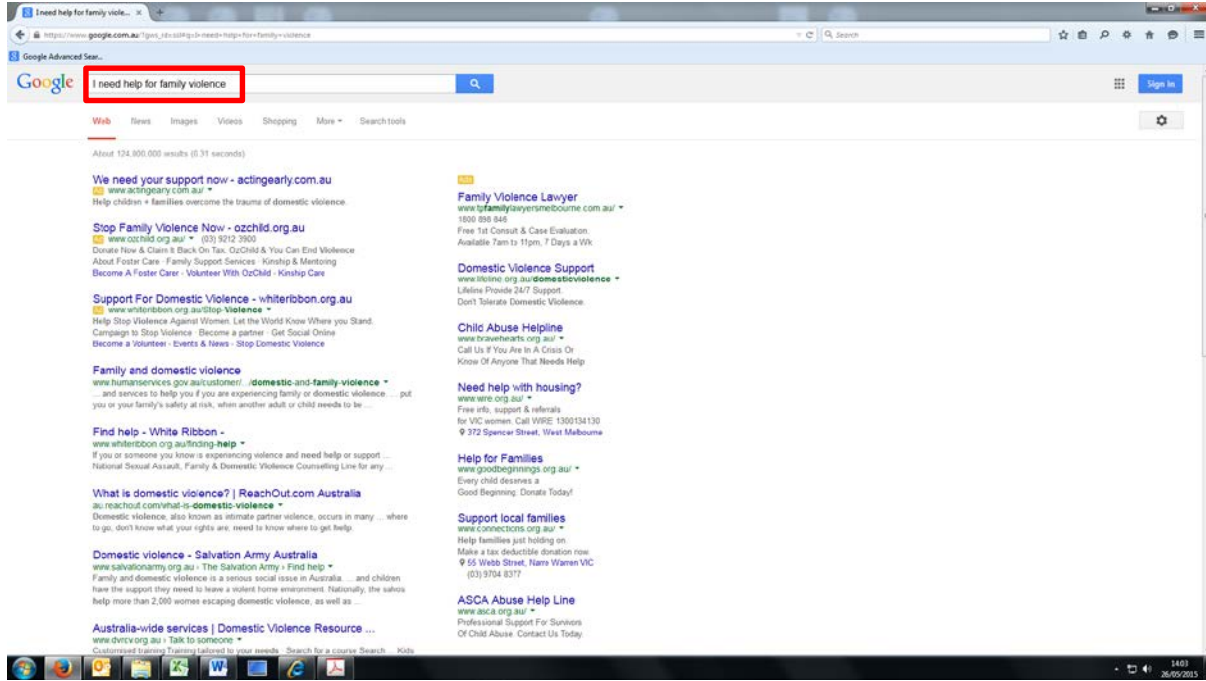 I need help for family viole... ×
https://www.google.com.au/?gws_rd=ssl#q=I+need+help+for+family+violence
Search
Google Advanced Sear...
Google
I need help for family violence
Sign in
Web News Images Videos Shopping More Search tools
About 124,000,000 results (0.31 seconds)
We need your support now - actingearly.com.au
Ad www.actingearly.com.au/
Help children + families overcome the trauma of domestic violence.
Stop Family Violence Now - ozchild.org.au
Ad www.ozchild.org.au/ (03) 9212 3900
Donate Now & Claim It Back On Tax. OzChild & You Can End Violence
About Foster Care · Family Support Services · Kinship & Mentoring
Become A Foster Carer - Volunteer With OzChild - Kinship Care
Support For Domestic Violence - whiteribbon.org.au
Ad www.whiteribbon.org.au/Stop-Violence
Help Stop Violence Against Women. Let the World Know Where you Stand.
Campaign to Stop Violence · Become a partner · Get Social Online
Become a Volunteer - Events & News - Stop Domestic Violence
Family and domestic violence
www.humanservices.gov.au/customer/.../domestic-and-family-violence
... and services to help you if you are experiencing family or domestic violence. ... put
you or your family's safety at risk, when another adult or child needs to be ...
Find help - White Ribbon -
www.whiteribbon.org.au/finding-help
If you or someone you know is experiencing violence and need help or support ...
National Sexual Assault, Family & Domestic Violence Counselling Line for any ...
What is domestic violence? | ReachOut.com Australia
au.reachout.com/what-is-domestic-violence
Domestic violence, also known as intimate partner violence, occurs in many ... where
to go, don't know what your rights are, need to know where to get help.
Domestic violence - Salvation Army Australia
www.salvationarmy.org.au › The Salvation Army › Find help
Family and domestic violence is a serious social issue in Australia. ... and children
have the support they need to leave a violent home environment. Nationally, the salvos
help more than 2,000 women escaping domestic violence, as well as ...
Australia-wide services | Domestic Violence Resource ...
www.dvrcv.org.au › Talk to someone
Customised training Training tailored to your needs · Search for a course Search ... Kids
Ads
Family Violence Lawyer
www.tpfamilylawyersmelbourne.com.au/
1800 898 846
Free 1st Consult & Case Evaluation.
Available 7am to 11pm, 7 Days a Wk
Domestic Violence Support
www.lifeline.org.au/domesticviolence
Lifeline Provide 24/7 Support.
Don't Tolerate Domestic Violence.
Child Abuse Helpline
www.bravehearts.org.au/
Call Us If You Are In A Crisis Or
Know Of Anyone That Needs Help
Need help with housing?
www.wire.org.au/
Free info, support & referrals
for VIC women. Call WIRE 1300134130
372 Spencer Street, West Melbourne
Help for Families
www.goodbeginnings.org.au/
Every child deserves a
Good Beginning. Donate Today!
Support local families
www.connections.org.au/
Help families just holding on.
Make a tax deductible donation now.
55 Webb Street, Narre Warren VIC
(03) 9704 8377
ASCA Abuse Help Line
www.asca.org.au/
Professional Support For Survivors
Of Child Abuse. Contact Us Today.
14:03
26/05/2015